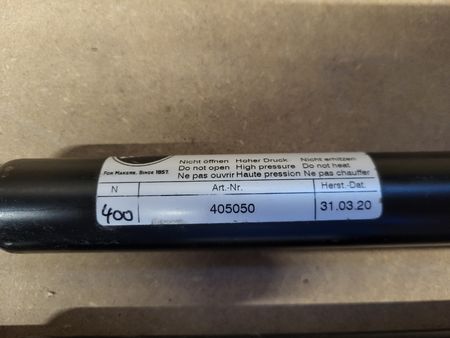 Nicht öffnen Hoher Druck Nicht erhitzen
Do not open High pressure Do not heat
FOR MAKERS. SINCE 1857. Ne pas ouvrir Haute pression Ne pas chauffer
N Art.-Nr. Herst.-Dat.
400 405050 31.03.20